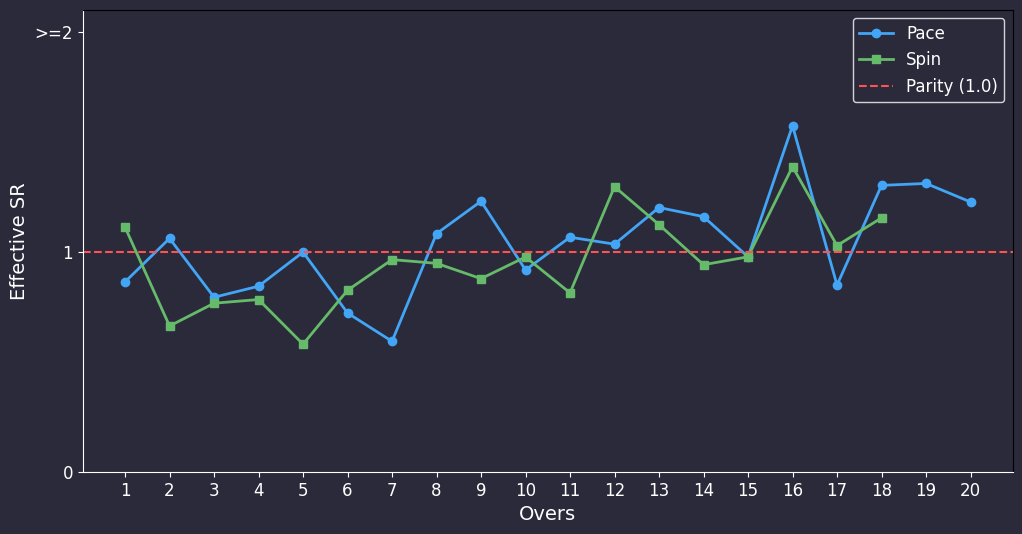 >=2
1
0
Effective SR
Pace
Spin
Parity (1.0)
1 2 3 4 5 6 7 8 9 10 11 12 13 14 15 16 17 18 19 20
Overs